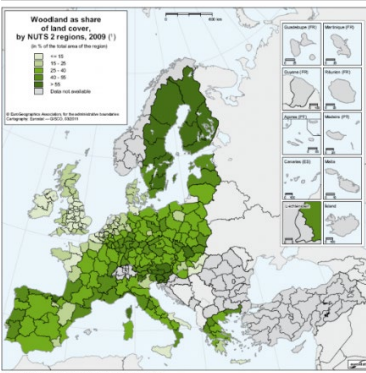 Woodland as share
of land cover,
by NUTS 2 regions, 2009 (¹)
(in % of the total area of the region)
<= 15
15 - 25
25 - 40
40 - 55
> 55
Data not available
Guadeloupe (FR)
Martinique (FR)
Guyane (FR)
Réunion (FR)
Açores (PT)
Madeira (PT)
Canarias (ES)
Malta
Liechtenstein
Ísland